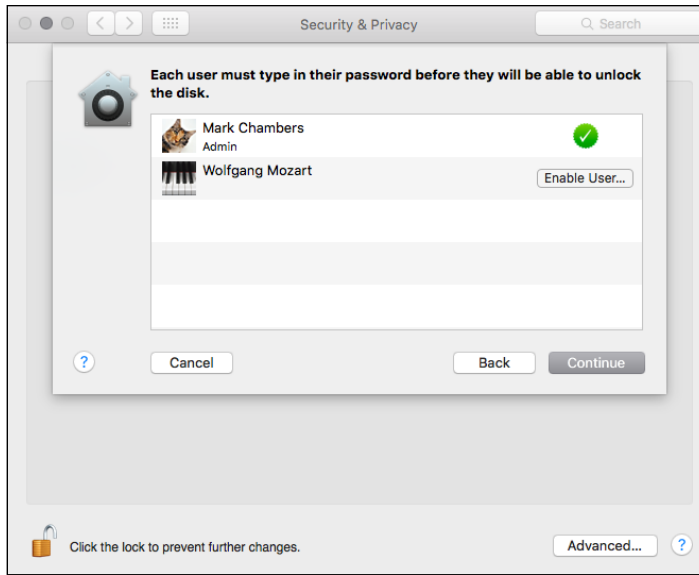 Security & Privacy
Search
Each user must type in their password before they will be able to unlock
the disk.
Mark Chambers
Admin
Wolfgang Mozart
Enable User...
?
Cancel
Back
Continue
Click the lock to prevent further changes.
Advanced...
?